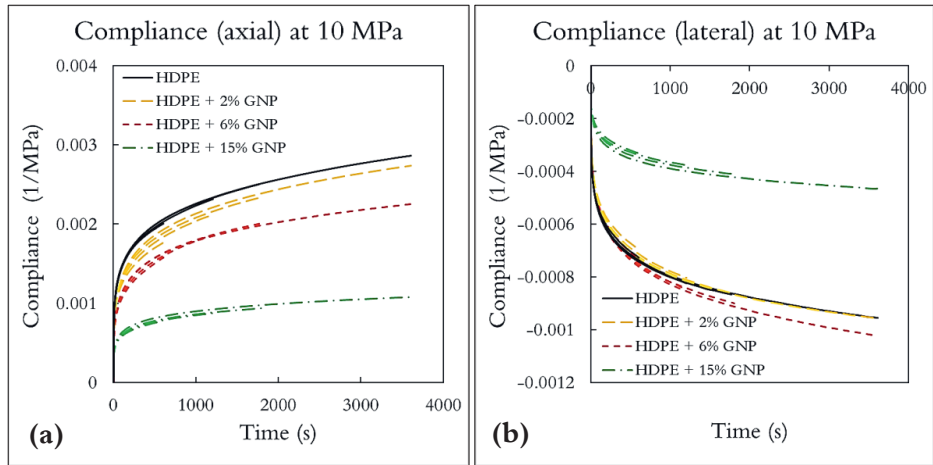 Compliance (axial) at 10 MPa
0.004
0.003
0.002
0.001
0
Compliance (1/MPa)
HDPE
HDPE + 2% GNP
HDPE + 6% GNP
HDPE + 15% GNP
0 1000 2000 3000 4000
Time (s)
(a)
Compliance (lateral) at 10 MPa
0 1000 2000 3000 4000
0
-0.0002
-0.0004
-0.0006
-0.0008
-0.001
-0.0012
Compliance (1/MPa)
HDPE
HDPE + 2% GNP
HDPE + 6% GNP
HDPE + 15% GNP
Time (s)
(b)